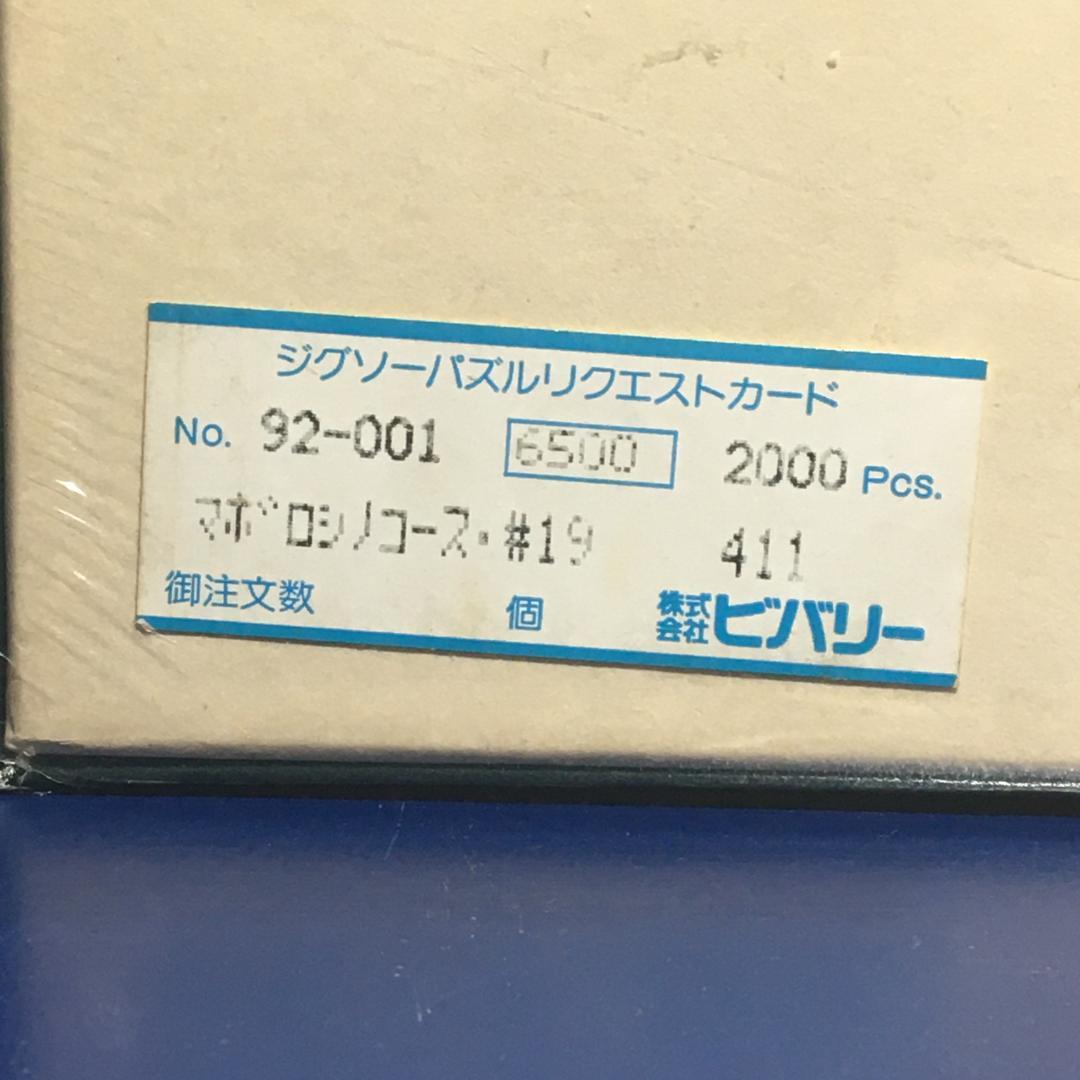 ジグソーパズルリクエストカード
No. 92-001 6500 2000 Pcs.
マボロシノコース・#19 411
御注文数 個 株式会社ビバリー